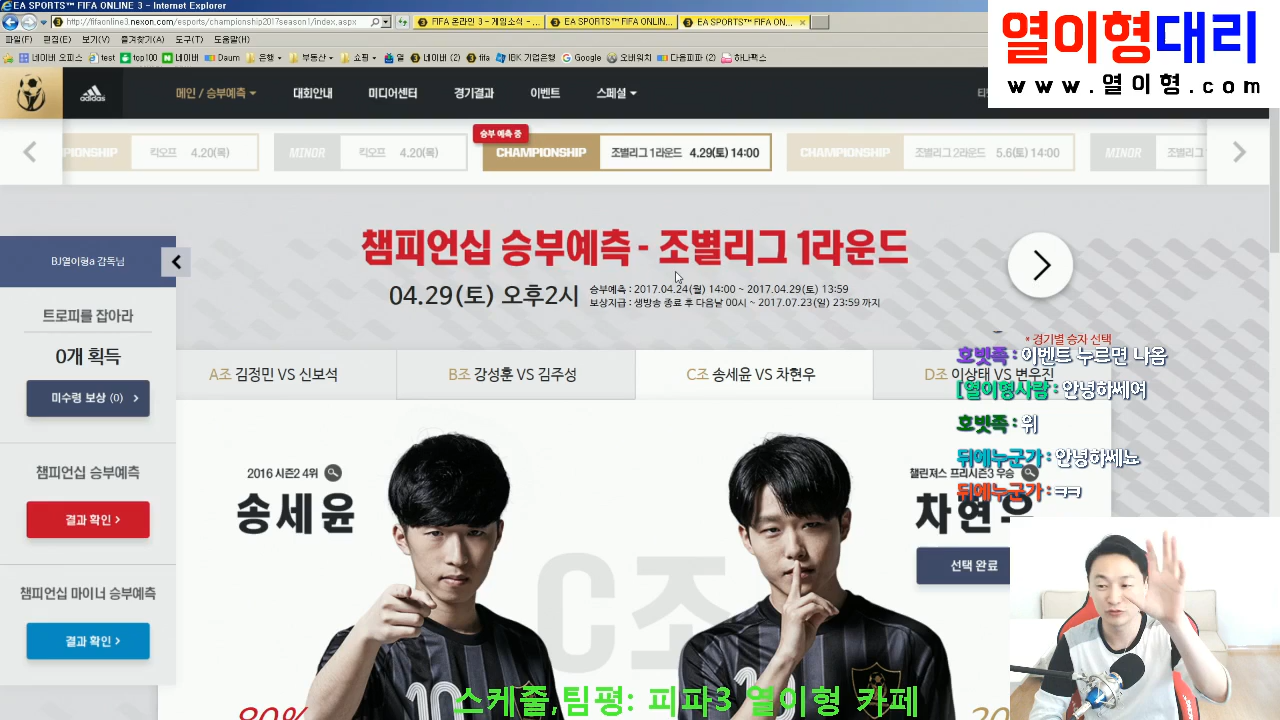 EA SPORTS™ FIFA ONLINE 3 - Internet Explorer
http://fifaonline3.nexon.com/esports/championship2017season1/index.aspx
FIFA 온라인 3 - 게임소식 - ...
EA SPORTS™ FIFA ONLIN...
EA SPORTS™ FIFA ON...
파일(F) 편집(E) 보기(V) 즐겨찾기(A) 도구(T) 도움말(H)
네이버 오피스 test top100 네이버 Daum 은행 부동산 쇼핑 열 네이버 (2) fifa IBK 기업은행 Google 오버워치 다음피파 (2) 하나팩스
열이형대리
www.열이형.com
adidas
메인 / 승부예측 대회안내 미디어센터 경기결과 이벤트 스페셜
승부 예측 중
PIONSHIP 킥오프 4.20(목)
MINOR 킥오프 4.20(목)
CHAMPIONSHIP 조별리그 1라운드 4.29(토) 14:00
CHAMPIONSHIP 조별리그 2라운드 5.6(토) 14:00
MINOR 조별리그
챔피언십 승부예측 - 조별리그 1라운드
04.29(토) 오후2시
승부예측 : 2017.04.24(월) 14:00 ~ 2017.04.29(토) 13:59
보상지급 : 생방송 종료 후 다음날 00시 ~ 2017.07.23(일) 23:59 까지
BJ열이형a 감독님
트로피를 잡아라
0개 획득
미수령 보상 (0)
챔피언십 승부예측
결과 확인
챔피언십 마이너 승부예측
결과 확인
* 경기별 승자 선택
A조 김정민 VS 신보석
B조 강성훈 VS 김주성
C조 송세윤 VS 차현우
D조 이상태 VS 변우진
호빗족 : 이벤트 누르면 나옴
[열이형사랑 : 안녕하쎄여
호빗족 : 위
뒤에누군가 : 안녕하세뇨
뒤에누군가 : ㅋㅋ
2016 시즌2 4위
송세윤
챌린저스 프리시즌3 우승
차현우
선택 완료
C조
10
80%
20
스케줄,팀평: 피파3 열이형 카페